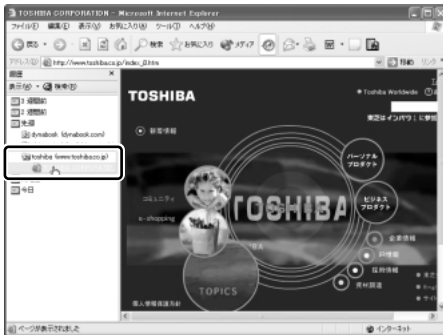 TOSHIBA CORPORATION - Microsoft Internet Explorer
ファイル(F) 編集(E) 表示(V) お気に入り(A) ツール(T) ヘルプ(H)
戻る 検索 お気に入り メディア
アドレス(D) http://www.toshiba.co.jp/index_j3.htm 移動 リンク
履歴
表示(W) 検索(S)
3 週間前
2 週間前
先週
dynabook (dynabook.com)
toshiba (www.toshiba.co.jp)
今日
TOSHIBA
Toshiba Worldwide
新着情報
東芝は インパク
パーソナル
プロダクト
コミュニティ
e-shopping
TOSHIBA
ビジネス
プロダクト
企業情報
IR情報
採用情報
資材調達
TOPICS
個人情報保護方針
ページが表示されました
インターネット